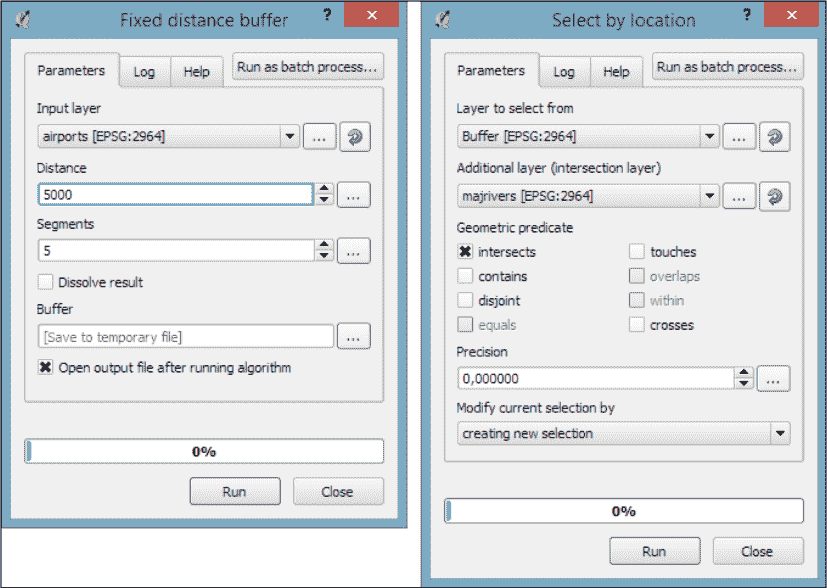 Fixed distance buffer
?
x
Parameters
Log
Help
Run as batch process...
Input layer
airports [EPSG:2964]
...
Distance
5000
...
Segments
5
...
Dissolve result
Buffer
[Save to temporary file]
...
Open output file after running algorithm
0%
Run
Close
Select by location
?
x
Parameters
Log
Help
Run as batch process...
Layer to select from
Buffer [EPSG:2964]
...
Additional layer (intersection layer)
majrivers [EPSG:2964]
...
Geometric predicate
intersects
touches
contains
overlaps
disjoint
within
equals
crosses
Precision
0,000000
...
Modify current selection by
creating new selection
0%
Run
Close